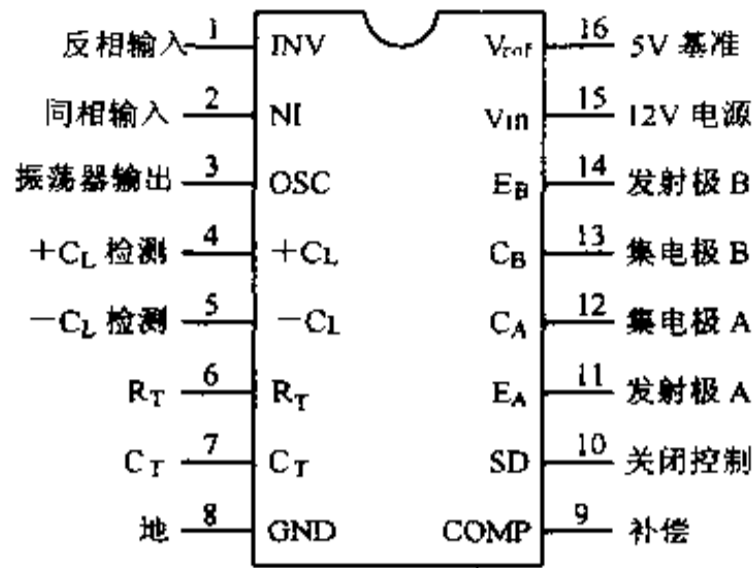 反相输入 1 INV Vref 16 5V 基准
同相输入 2 NI Vin 15 12V 电源
振荡器输出 3 OSC EB 14 发射极 B
+CL 检测 4 +CL CB 13 集电极 B
-CL 检测 5 -CL CA 12 集电极 A
RT 6 RT EA 11 发射极 A
CT 7 CT SD 10 关闭控制
地 8 GND COMP 9 补偿